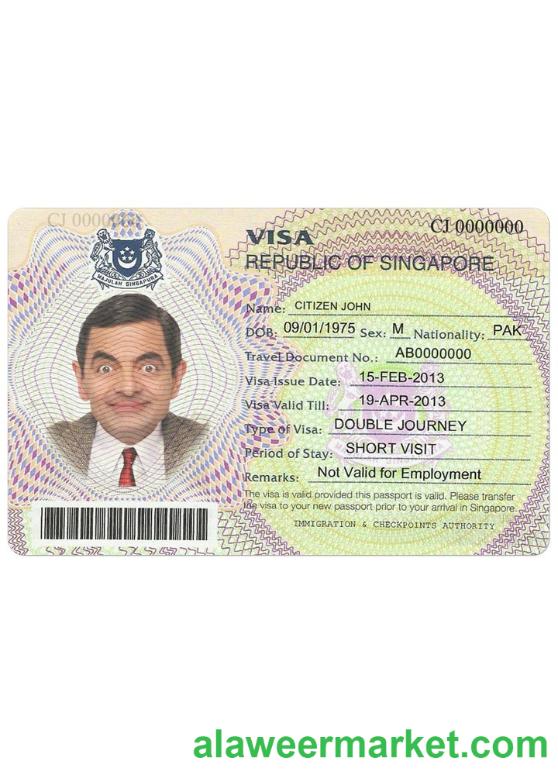 CJ 0000000
CJ 0000000
MAJULAH SINGAPURA
VISA
REPUBLIC OF SINGAPORE
Name: CITIZEN JOHN
DOB: 09/01/1975 Sex: M Nationality: PAK
Travel Document No.: AB0000000
Visa Issue Date: 15-FEB-2013
Visa Valid Till: 19-APR-2013
Type of Visa: DOUBLE JOURNEY
Period of Stay: SHORT VISIT
Remarks: Not Valid for Employment
The visa is valid provided this passport is valid. Please transfer
the visa to your new passport prior to your arrival in Singapore.
IMMIGRATION & CHECKPOINTS AUTHORITY
alaweermarket.com